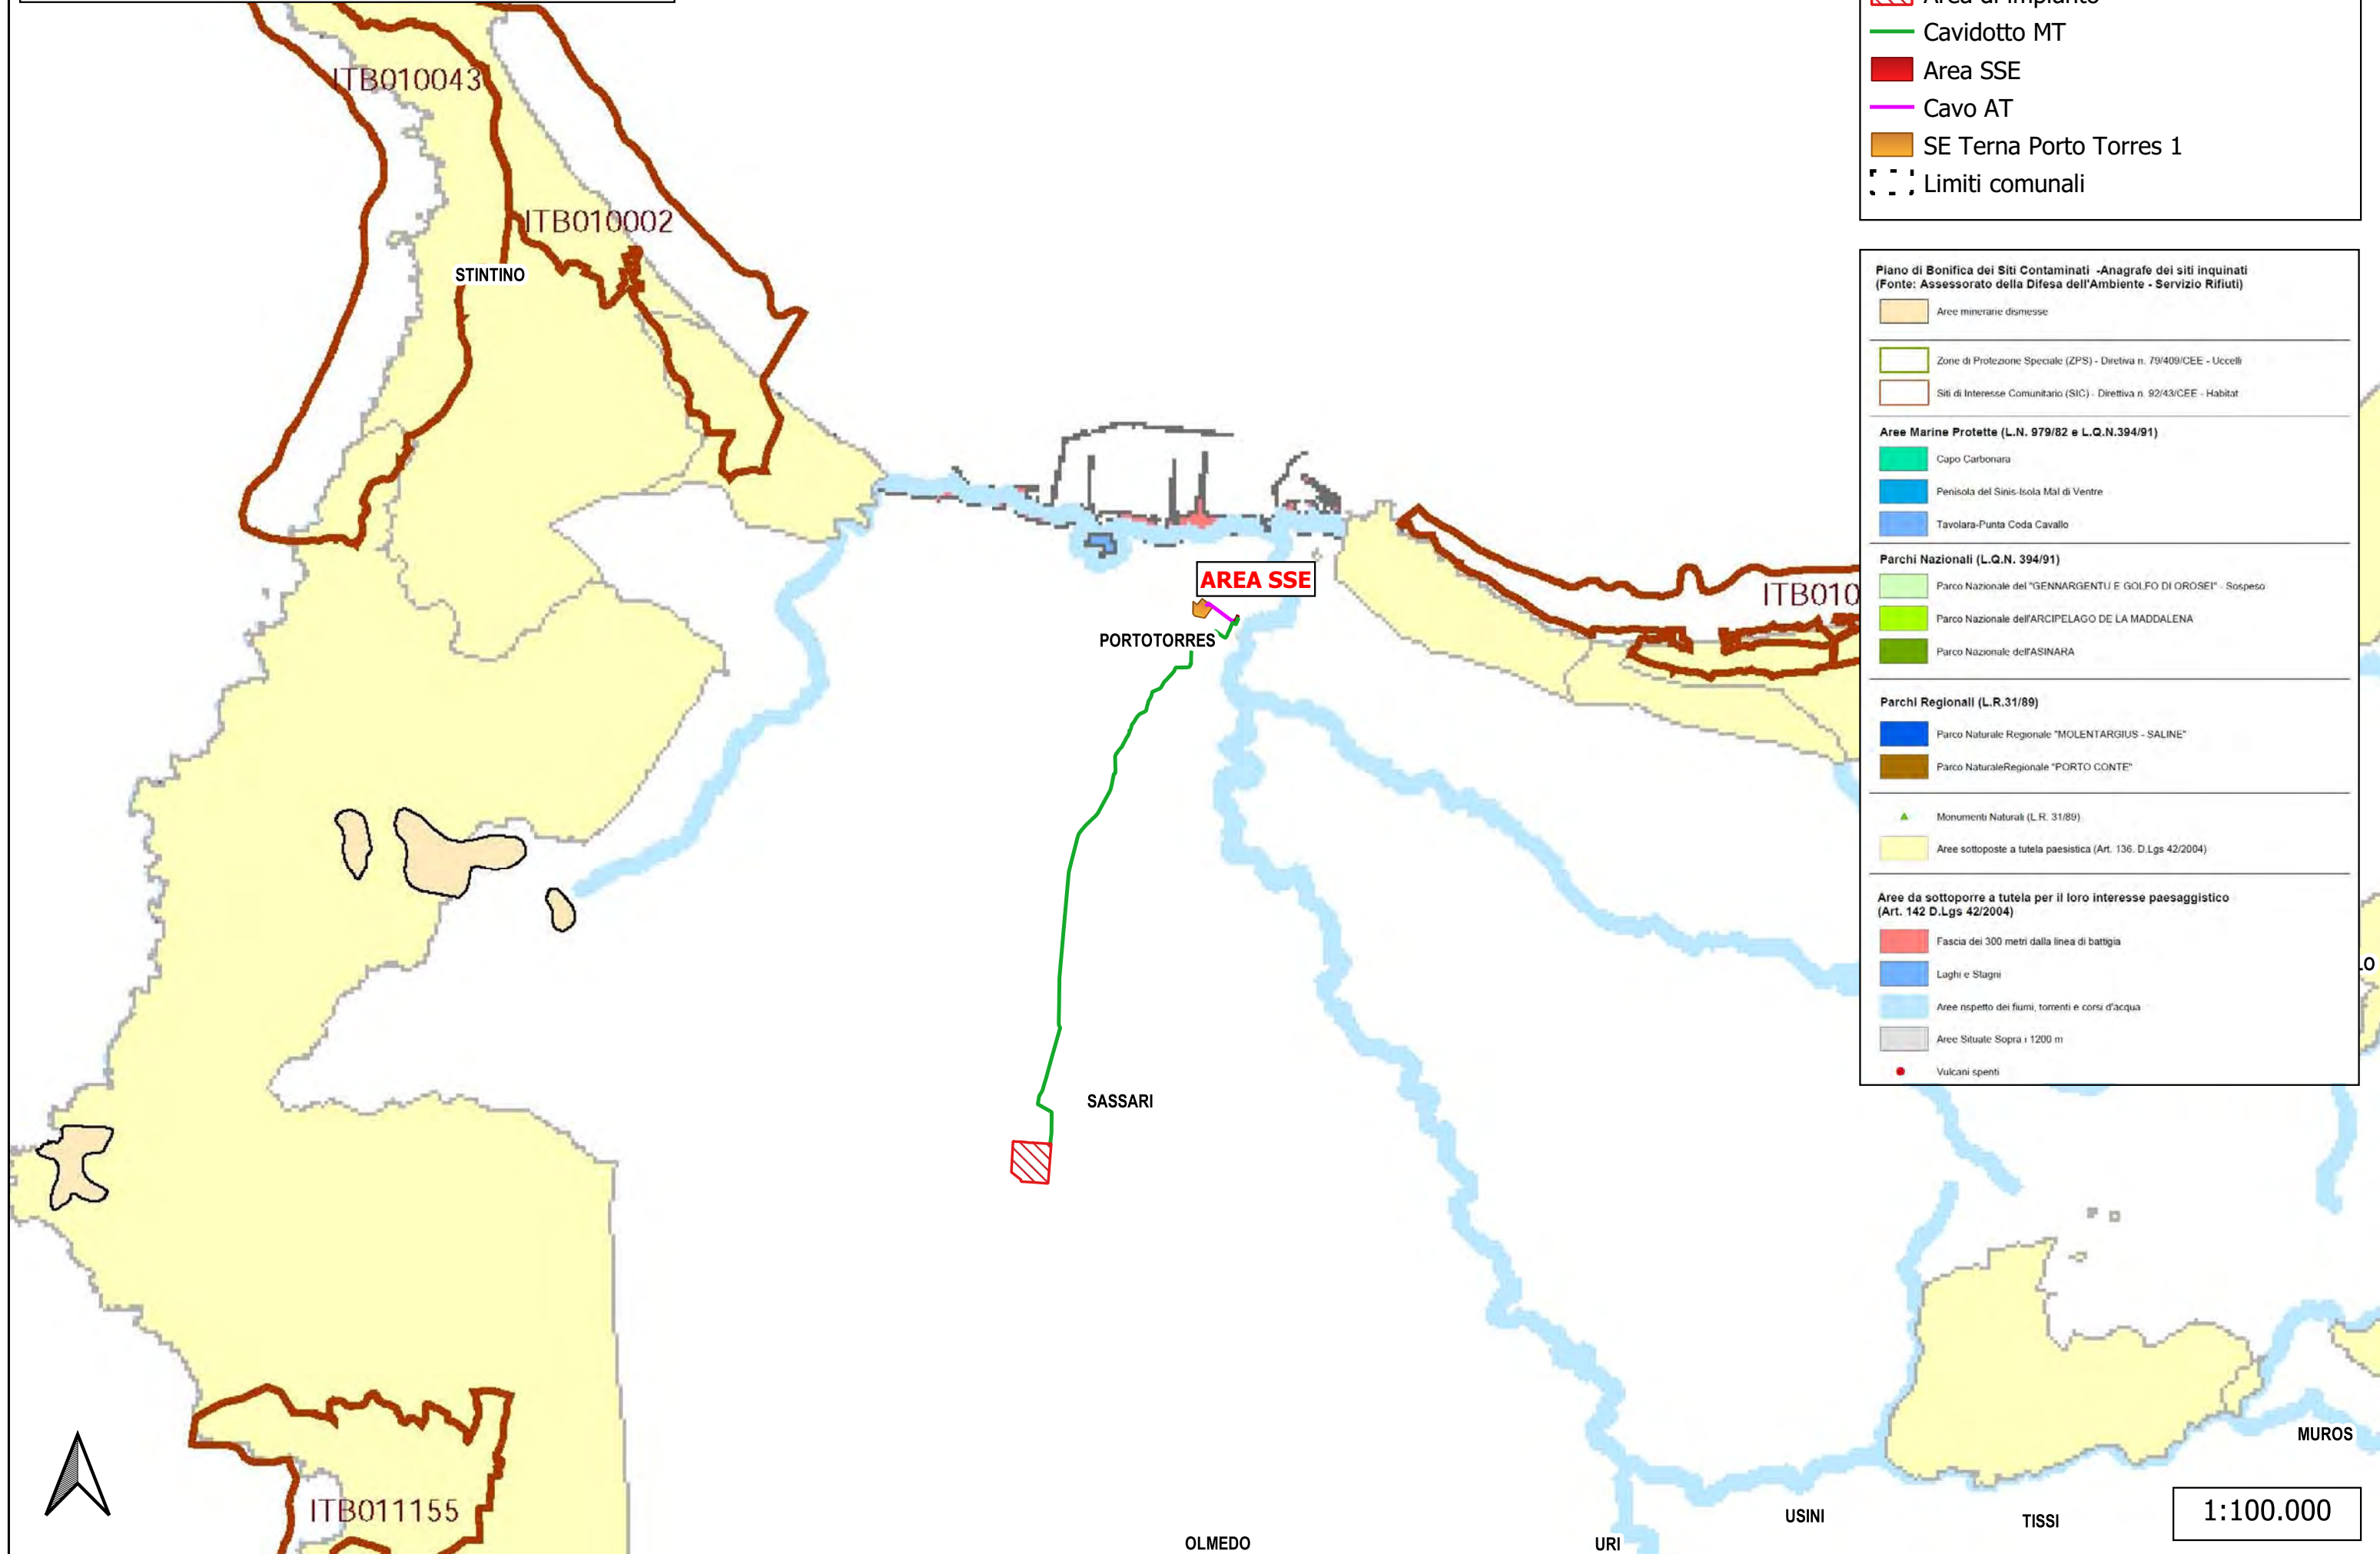 Area di impianto
Cavidotto MT
Area SSE
Cavo AT
SE Terna Porto Torres 1
Limiti comunali
ITB010043
ITB010002
STINTINO
Piano di Bonifica dei Siti Contaminati -Anagrafe dei siti inquinati
(Fonte: Assessorato della Difesa dell'Ambiente - Servizio Rifiuti)
Aree minerarie dismesse
Zone di Protezione Speciale (ZPS) - Diretiva n. 79/409/CEE - Uccelli
Siti di Interesse Comunitario (SIC) - Direttiva n. 92/43/CEE - Habitat
Aree Marine Protette (L.N. 979/82 e L.Q.N.394/91)
Capo Carbonara
Penisola del Sinis-Isola Mal di Ventre
Tavolara-Punta Coda Cavallo
Parchi Nazionali (L.Q.N. 394/91)
Parco Nazionale del "GENNARGENTU E GOLFO DI OROSEI" - Sospeso
Parco Nazionale dell'ARCIPELAGO DE LA MADDALENA
Parco Nazionale dell'ASINARA
Parchi Regionali (L.R.31/89)
Parco Naturale Regionale "MOLENTARGIUS - SALINE"
Parco NaturaleRegionale "PORTO CONTE"
Monumenti Naturali (L.R. 31/89)
Aree sottoposte a tutela paesistica (Art. 136. D.Lgs 42/2004)
Aree da sottoporre a tutela per il loro interesse paesaggistico
(Art. 142 D.Lgs 42/2004)
Fascia dei 300 metri dalla linea di battigia
Laghi e Stagni
Aree rispetto dei fiumi, torrenti e corsi d'acqua
Aree Situate Sopra i 1200 m
Vulcani spenti
AREA SSE
ITB010
PORTOTORRES
LO
SASSARI
MUROS
ITB011155
1:100.000
USINI
TISSI
OLMEDO
URI